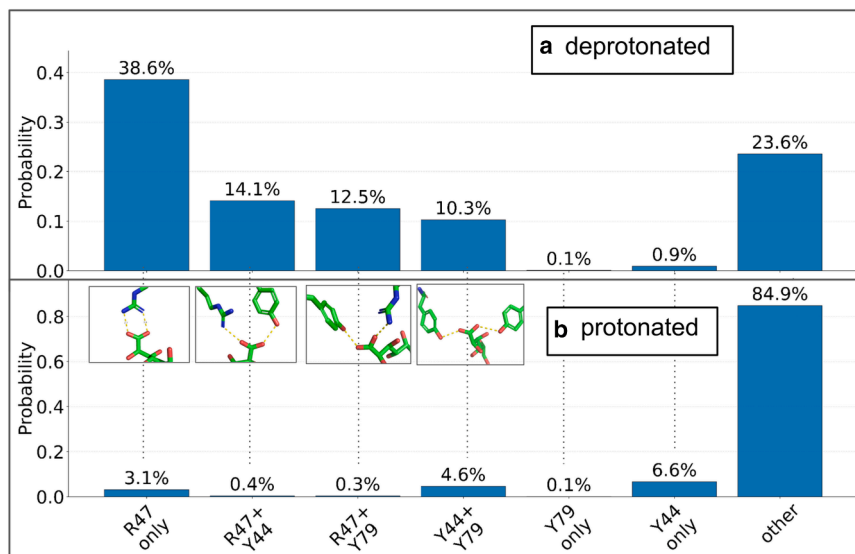 a deprotonated
Probability
0.4
0.3
0.2
0.1
0.0
38.6%
14.1%
12.5%
10.3%
0.1%
0.9%
23.6%
b protonated
Probability
0.8
0.6
0.4
0.2
0.0
3.1%
0.4%
0.3%
4.6%
0.1%
6.6%
84.9%
R47
only
R47+
Y44
R47+
Y79
Y44+
Y79
Y79
only
Y44
only
other